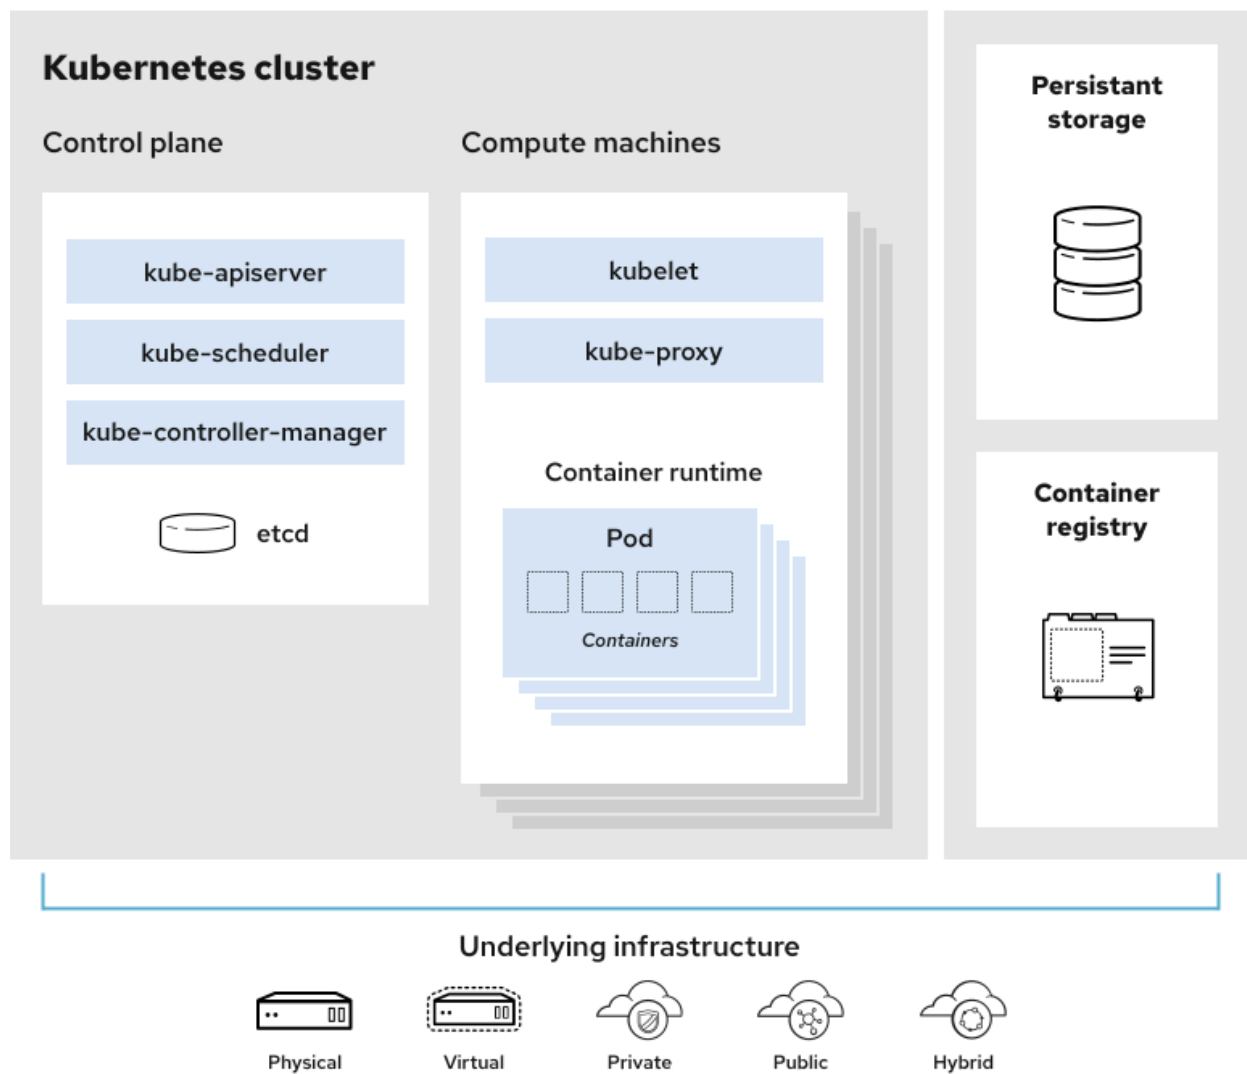 Kubernetes cluster
Control plane
kube-apiserver
kube-scheduler
kube-controller-manager
etcd
Compute machines
kubelet
kube-proxy
Container runtime
Pod
Containers
Persistant
storage
Container
registry
Underlying infrastructure
Physical
Virtual
Private
Public
Hybrid